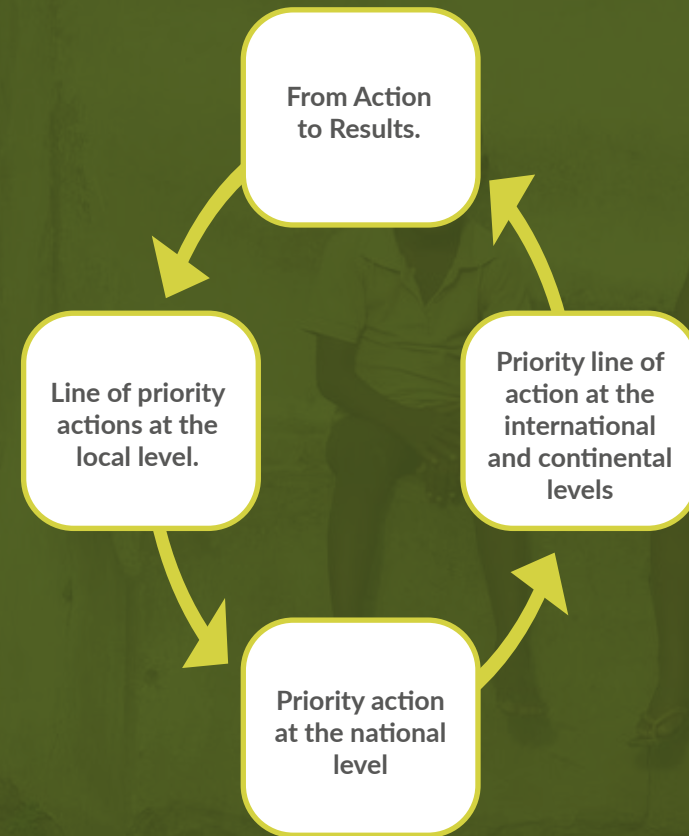 From Action
to Results.
Line of priority
actions at the
local level.
Priority action
at the national
level
Priority line of
action at the
international
and continental
levels